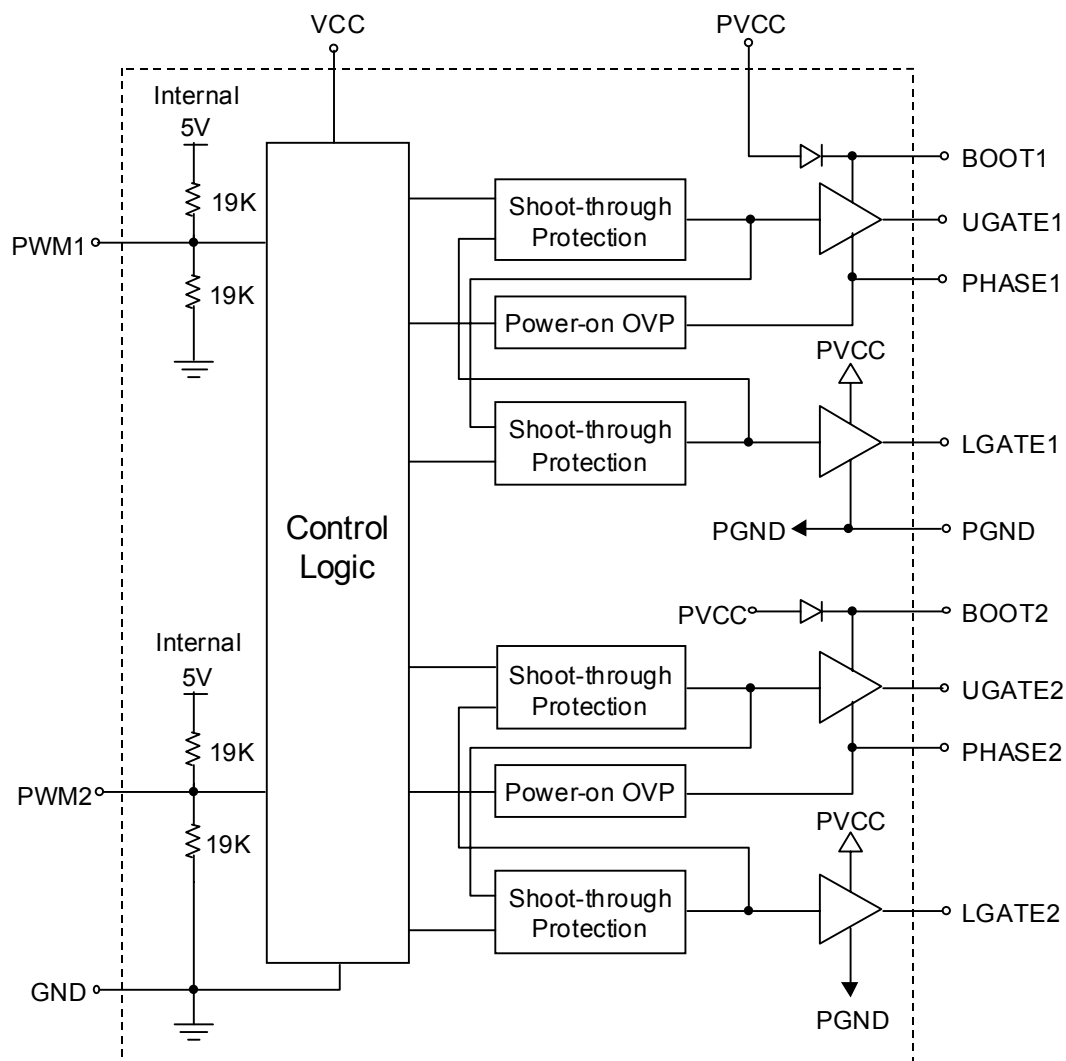 VCC
PVCC
Internal
5V
19K
PWM1
19K
BOOT1
Shoot-through
Protection
UGATE1
PHASE1
Power-on OVP
PVCC
Shoot-through
Protection
LGATE1
Control
Logic
PGND
PGND
PVCC
BOOT2
Internal
5V
19K
PWM2
19K
Shoot-through
Protection
UGATE2
PHASE2
Power-on OVP
PVCC
Shoot-through
Protection
LGATE2
GND
PGND